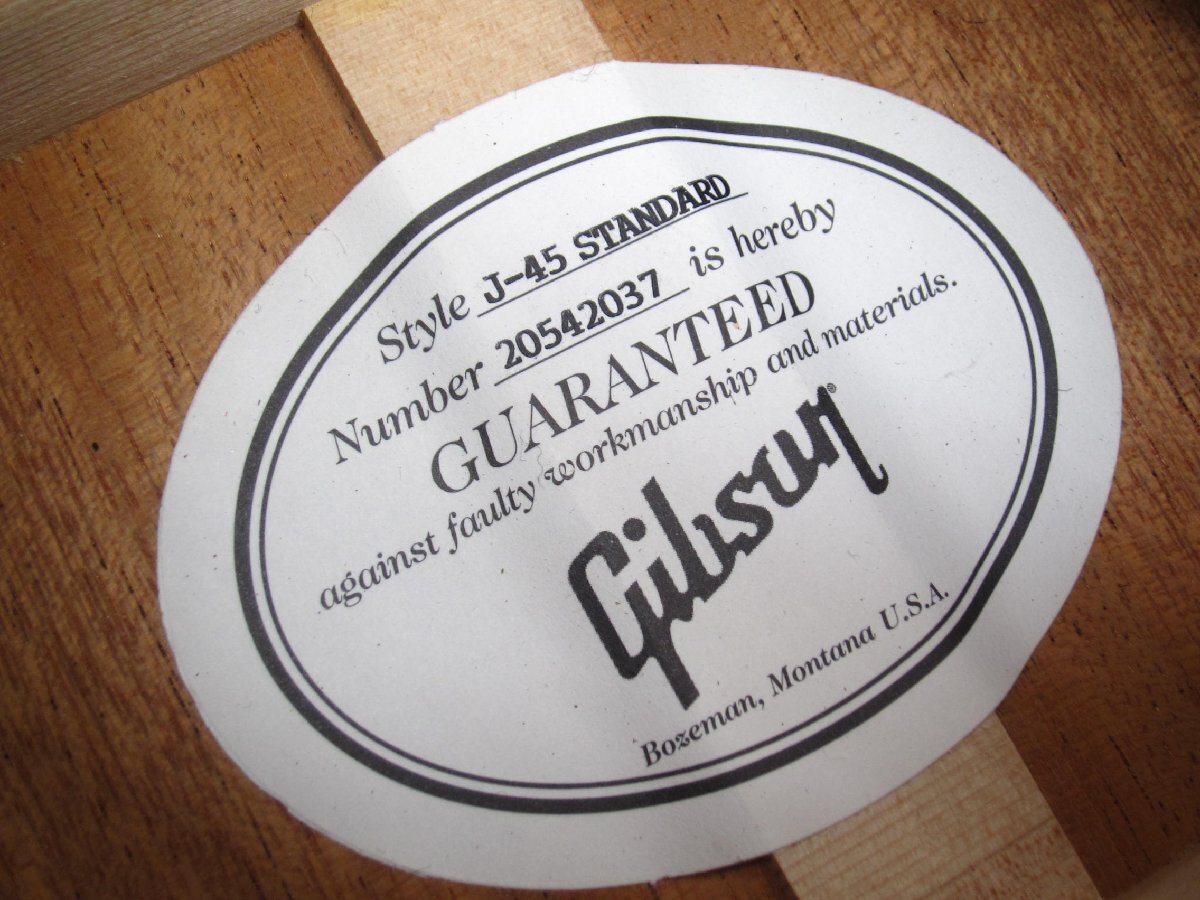 Style J-45 STANDARD
Number 20542037 is hereby
GUARANTEED
against faulty workmanship and materials.
Gibson®
Bozeman, Montana U.S.A.